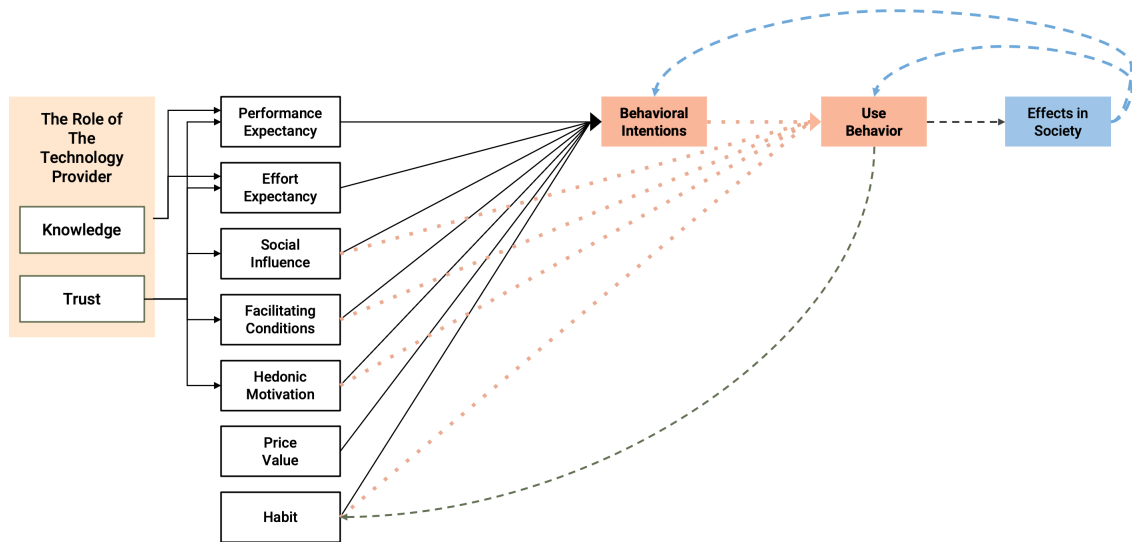 The Role of
The
Technology
Provider
Knowledge
Trust
Performance
Expectancy
Effort
Expectancy
Social
Influence
Facilitating
Conditions
Hedonic
Motivation
Price
Value
Habit
Behavioral
Intentions
Use
Behavior
Effects in
Society